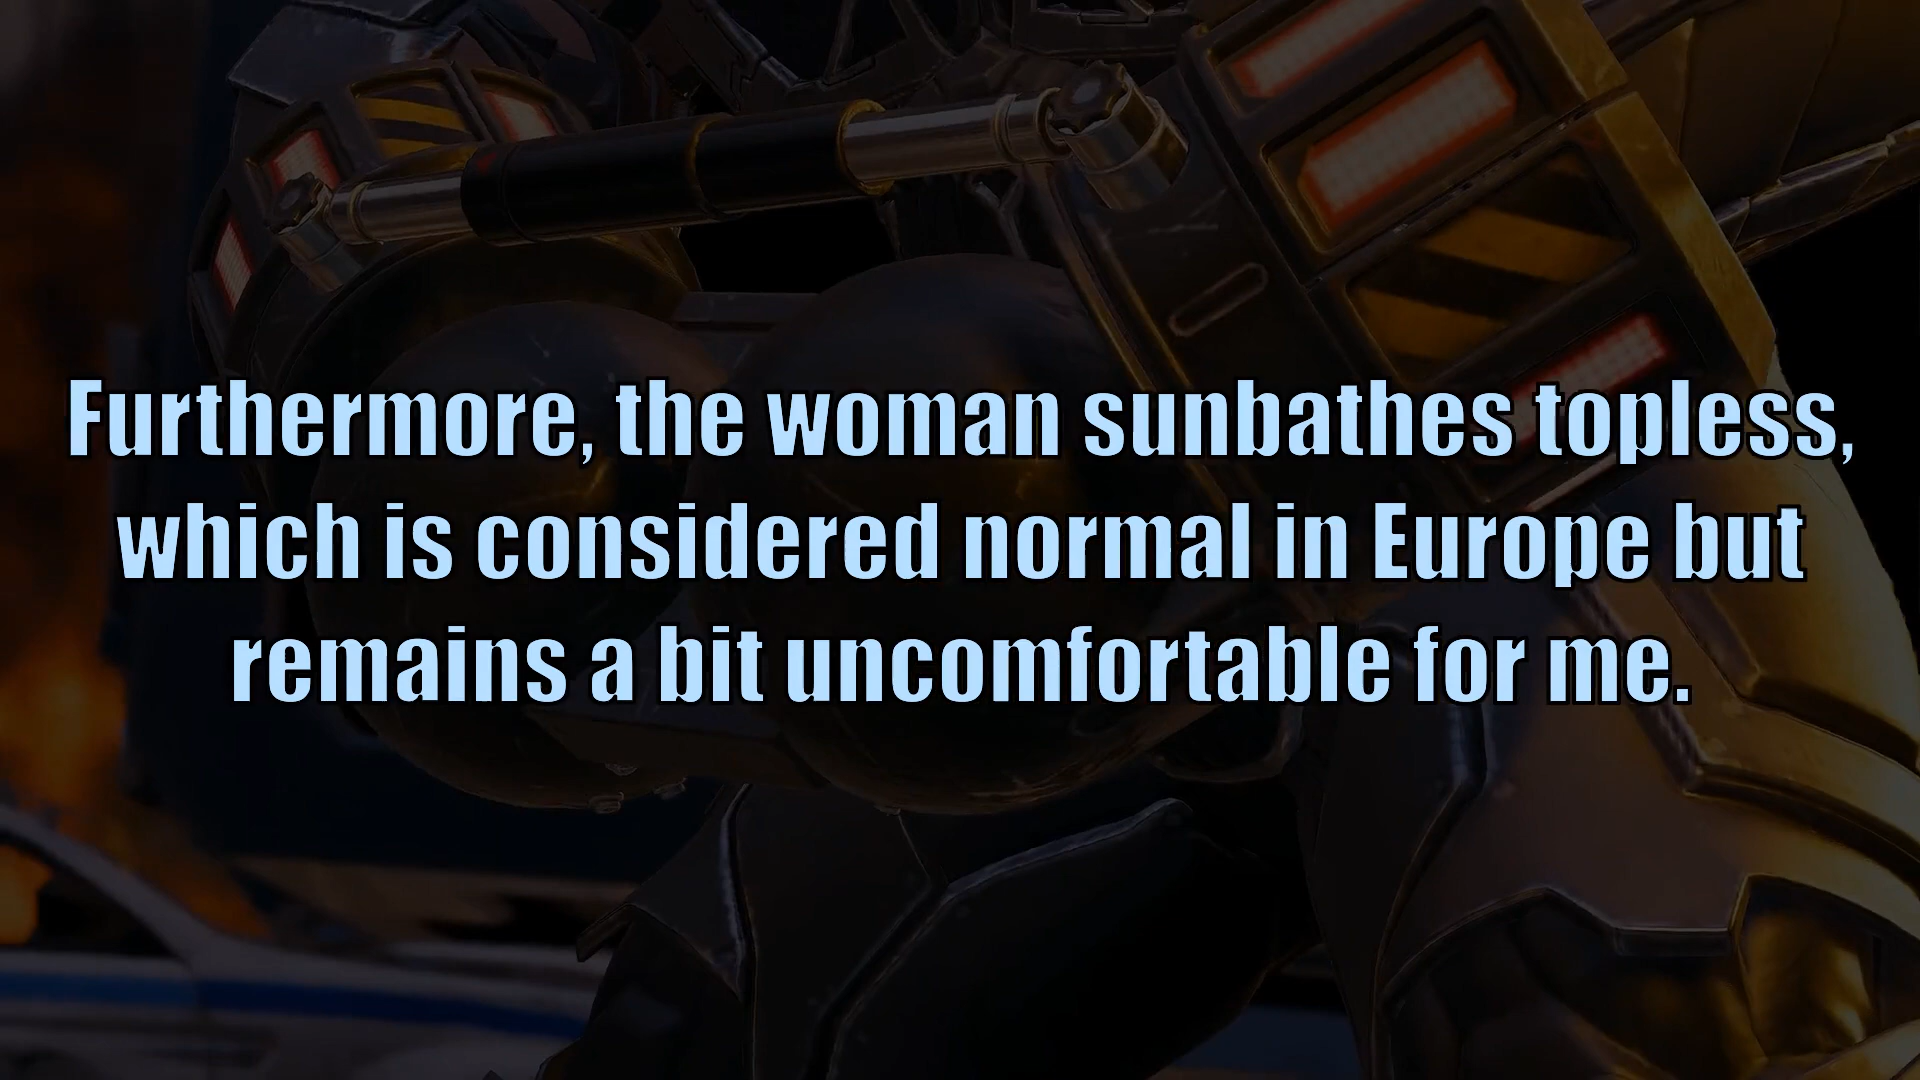 Furthermore, the woman sunbathes topless,
which is considered normal in Europe but
remains a bit uncomfortable for me.